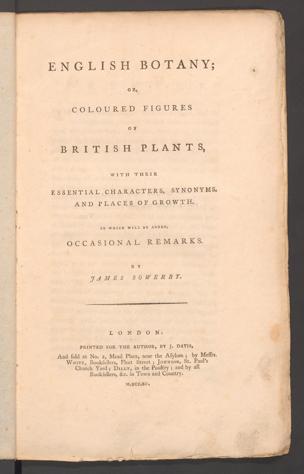 ENGLISH BOTANY;
OR,
COLOURED FIGURES
OF
BRITISH PLANTS,
WITH THEIR
ESSENTIAL CHARACTERS, SYNONYMS,
AND PLACES OF GROWTH.
TO WHICH WILL BE ADDED,
OCCASIONAL REMARKS.
BY
JAMES SOWERBY.
LONDON:
PRINTED FOR THE AUTHOR, BY J. DAVIS,
And sold at No. 2, Mead Place, near the Asylum; by Messrs.
WHITE, Booksellers, Fleet Street; JOHNSON, St. Paul's
Church Yard; DILLY, in the Poultry; and by all
Booksellers, &c. in Town and Country.